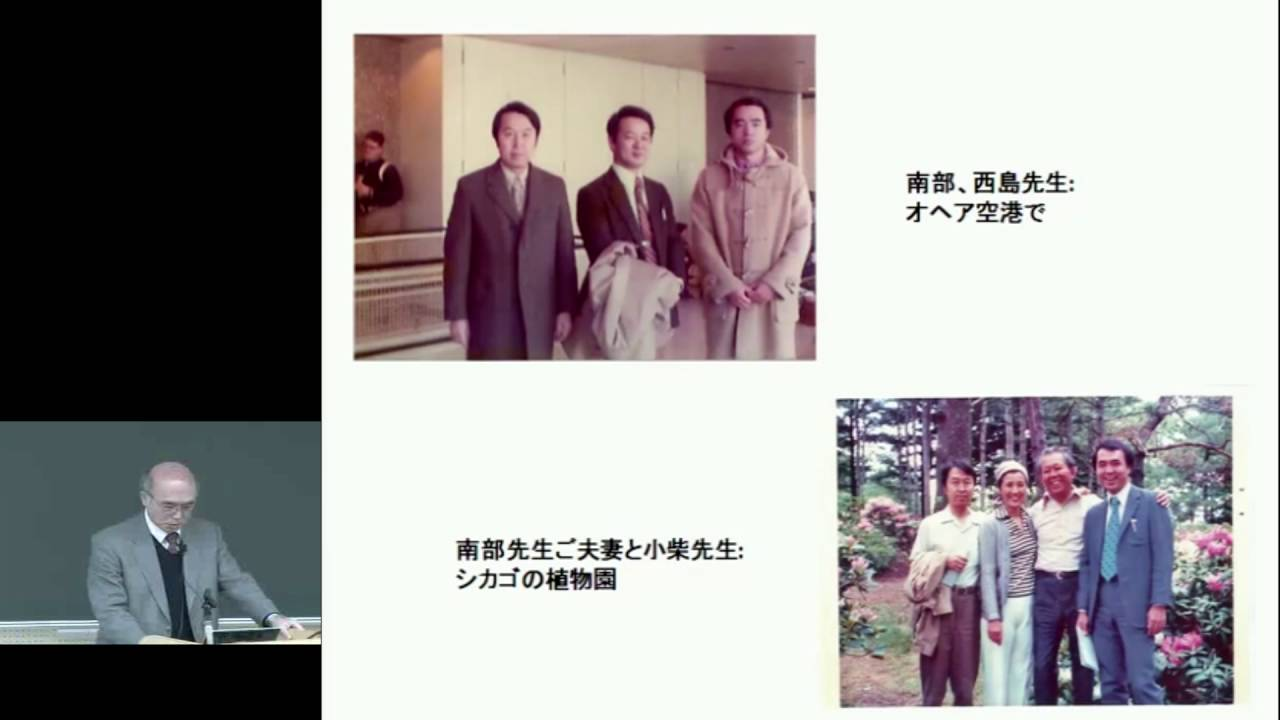 南部、西島先生:
オヘア空港で
南部先生ご夫妻と小柴先生:
シカゴの植物園